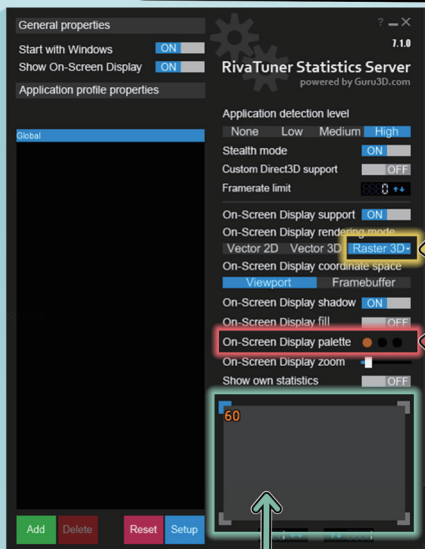 General properties
Start with Windows ON
Show On-Screen Display ON
Application profile properties
Global
Add Delete Reset Setup
? – X
7.1.0
RivaTuner Statistics Server
powered by Guru3D.com
Application detection level
None Low Medium High
Stealth mode ON
Custom Direct3D support OFF
Framerate limit 0
On-Screen Display support ON
On-Screen Display rendering mode
Vector 2D Vector 3D Raster 3D
On-Screen Display coordinate space
Viewport Framebuffer
On-Screen Display shadow ON
On-Screen Display fill OFF
On-Screen Display palette
On-Screen Display zoom
Show own statistics OFF
60